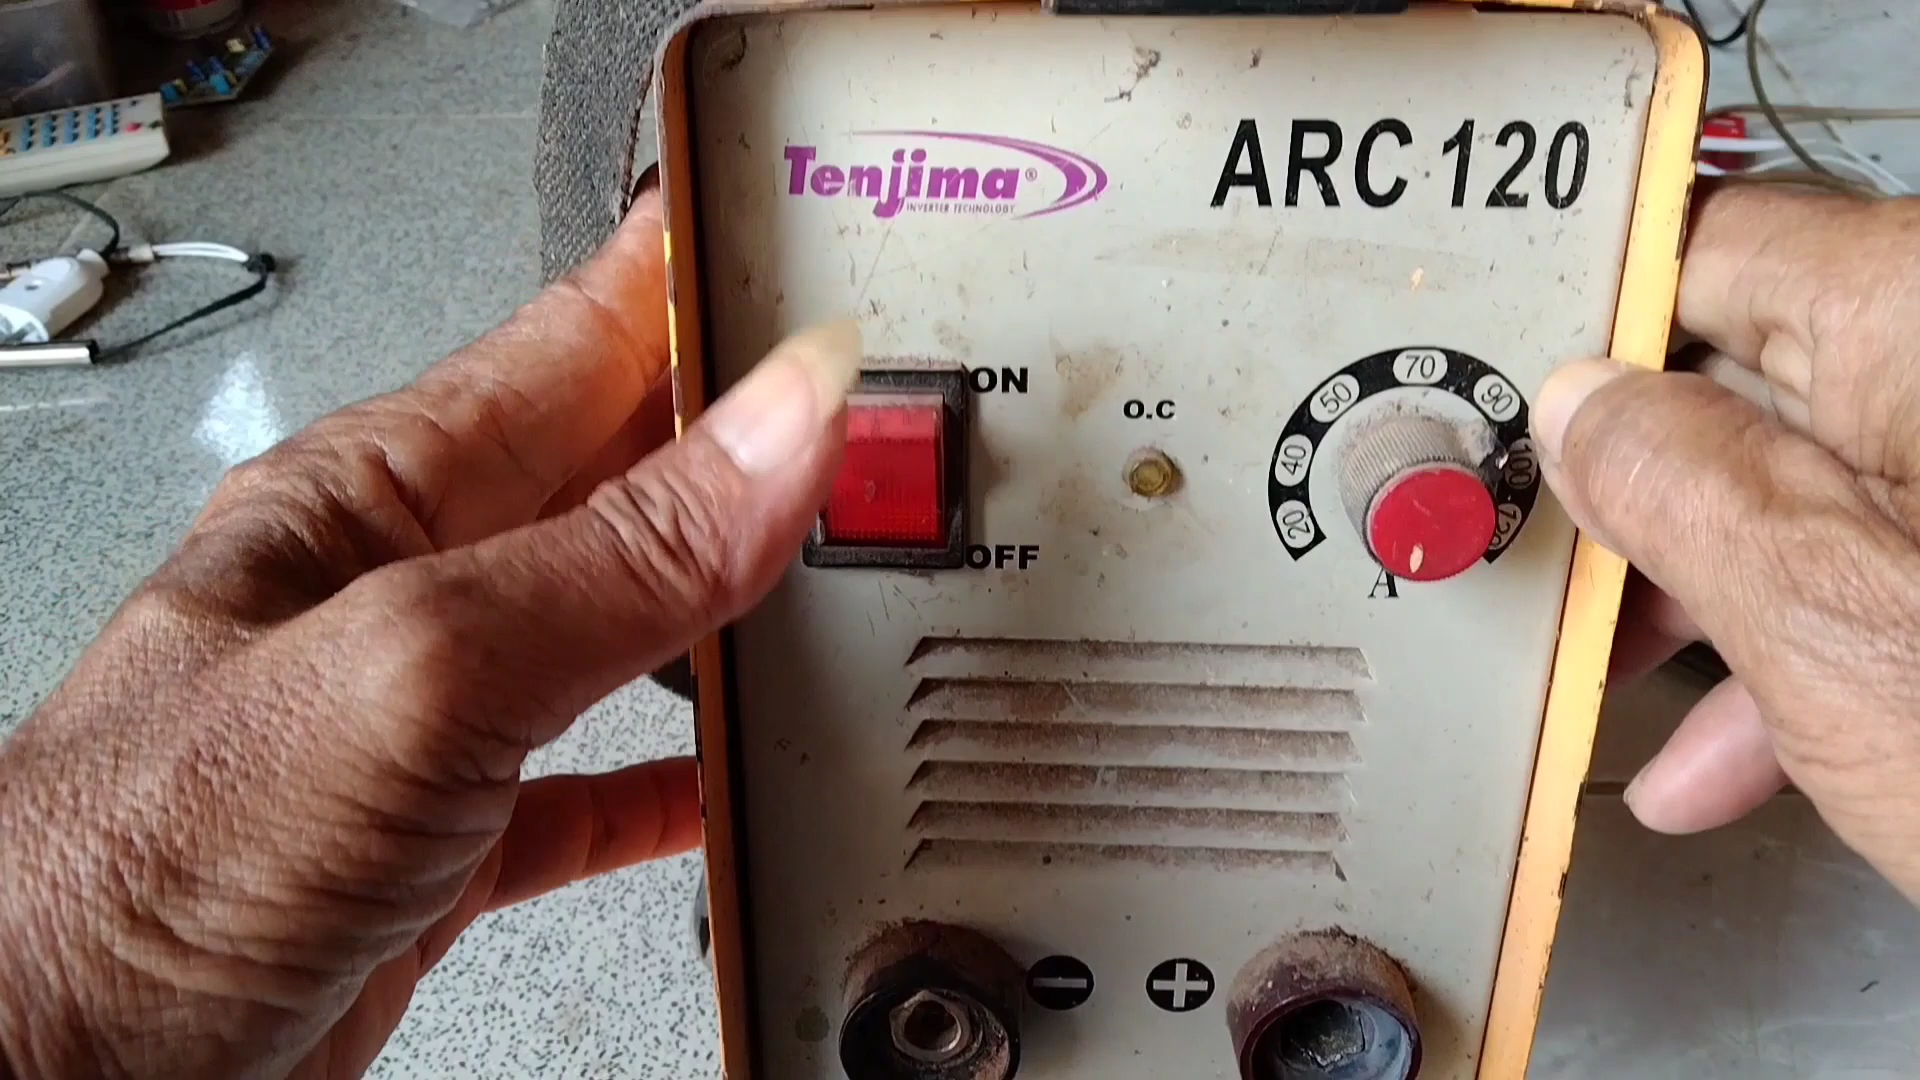 Tenjima®
INVERTER TECHNOLOGY
ARC 120
ON
OFF
O.C
20
40
50
70
90
100
120
A